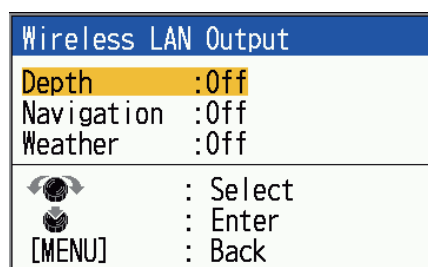 Wireless LAN Output
Depth :Off
Navigation :Off
Weather :Off
: Select
: Enter
[MENU] : Back